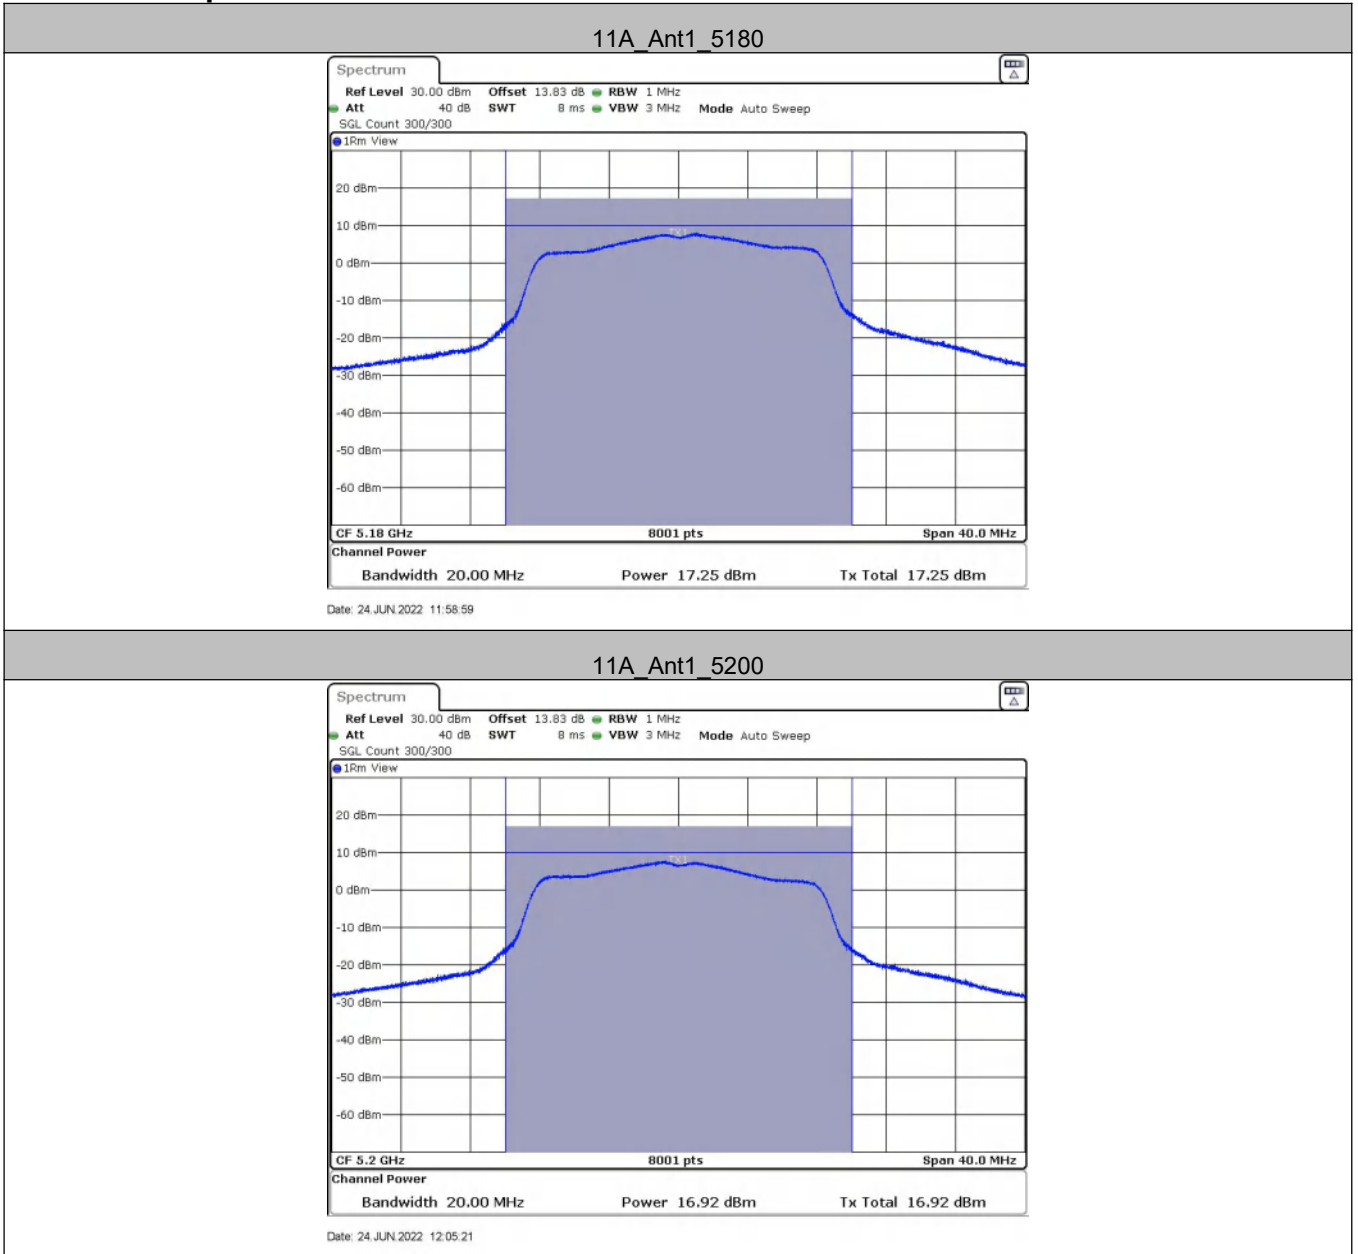 11A_Ant1_5180
Spectrum
Ref Level 30.00 dBm Offset 13.83 dB RBW 1 MHz
Att 40 dB SWT 8 ms VBW 3 MHz Mode Auto Sweep
SGL Count 300/300
1Rm View
20 dBm
10 dBm
Tx1
0 dBm
-10 dBm
-20 dBm
-30 dBm
-40 dBm
-50 dBm
-60 dBm
CF 5.18 GHz 8001 pts Span 40.0 MHz
Channel Power
Bandwidth 20.00 MHz Power 17.25 dBm Tx Total 17.25 dBm
Date: 24.JUN.2022 11:58:59
11A_Ant1_5200
Spectrum
Ref Level 30.00 dBm Offset 13.83 dB RBW 1 MHz
Att 40 dB SWT 8 ms VBW 3 MHz Mode Auto Sweep
SGL Count 300/300
1Rm View
20 dBm
10 dBm
Tx1
0 dBm
-10 dBm
-20 dBm
-30 dBm
-40 dBm
-50 dBm
-60 dBm
CF 5.2 GHz 8001 pts Span 40.0 MHz
Channel Power
Bandwidth 20.00 MHz Power 16.92 dBm Tx Total 16.92 dBm
Date: 24.JUN.2022 12:05:21